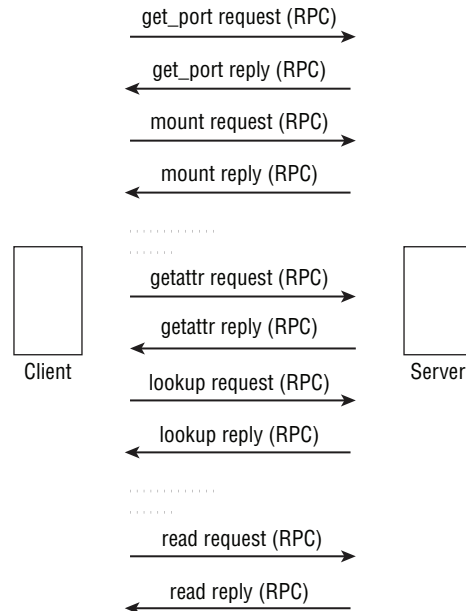 get_port request (RPC)
get_port reply (RPC)
mount request (RPC)
mount reply (RPC)
getattr request (RPC)
getattr reply (RPC)
Client
Server
lookup request (RPC)
lookup reply (RPC)
read request (RPC)
read reply (RPC)